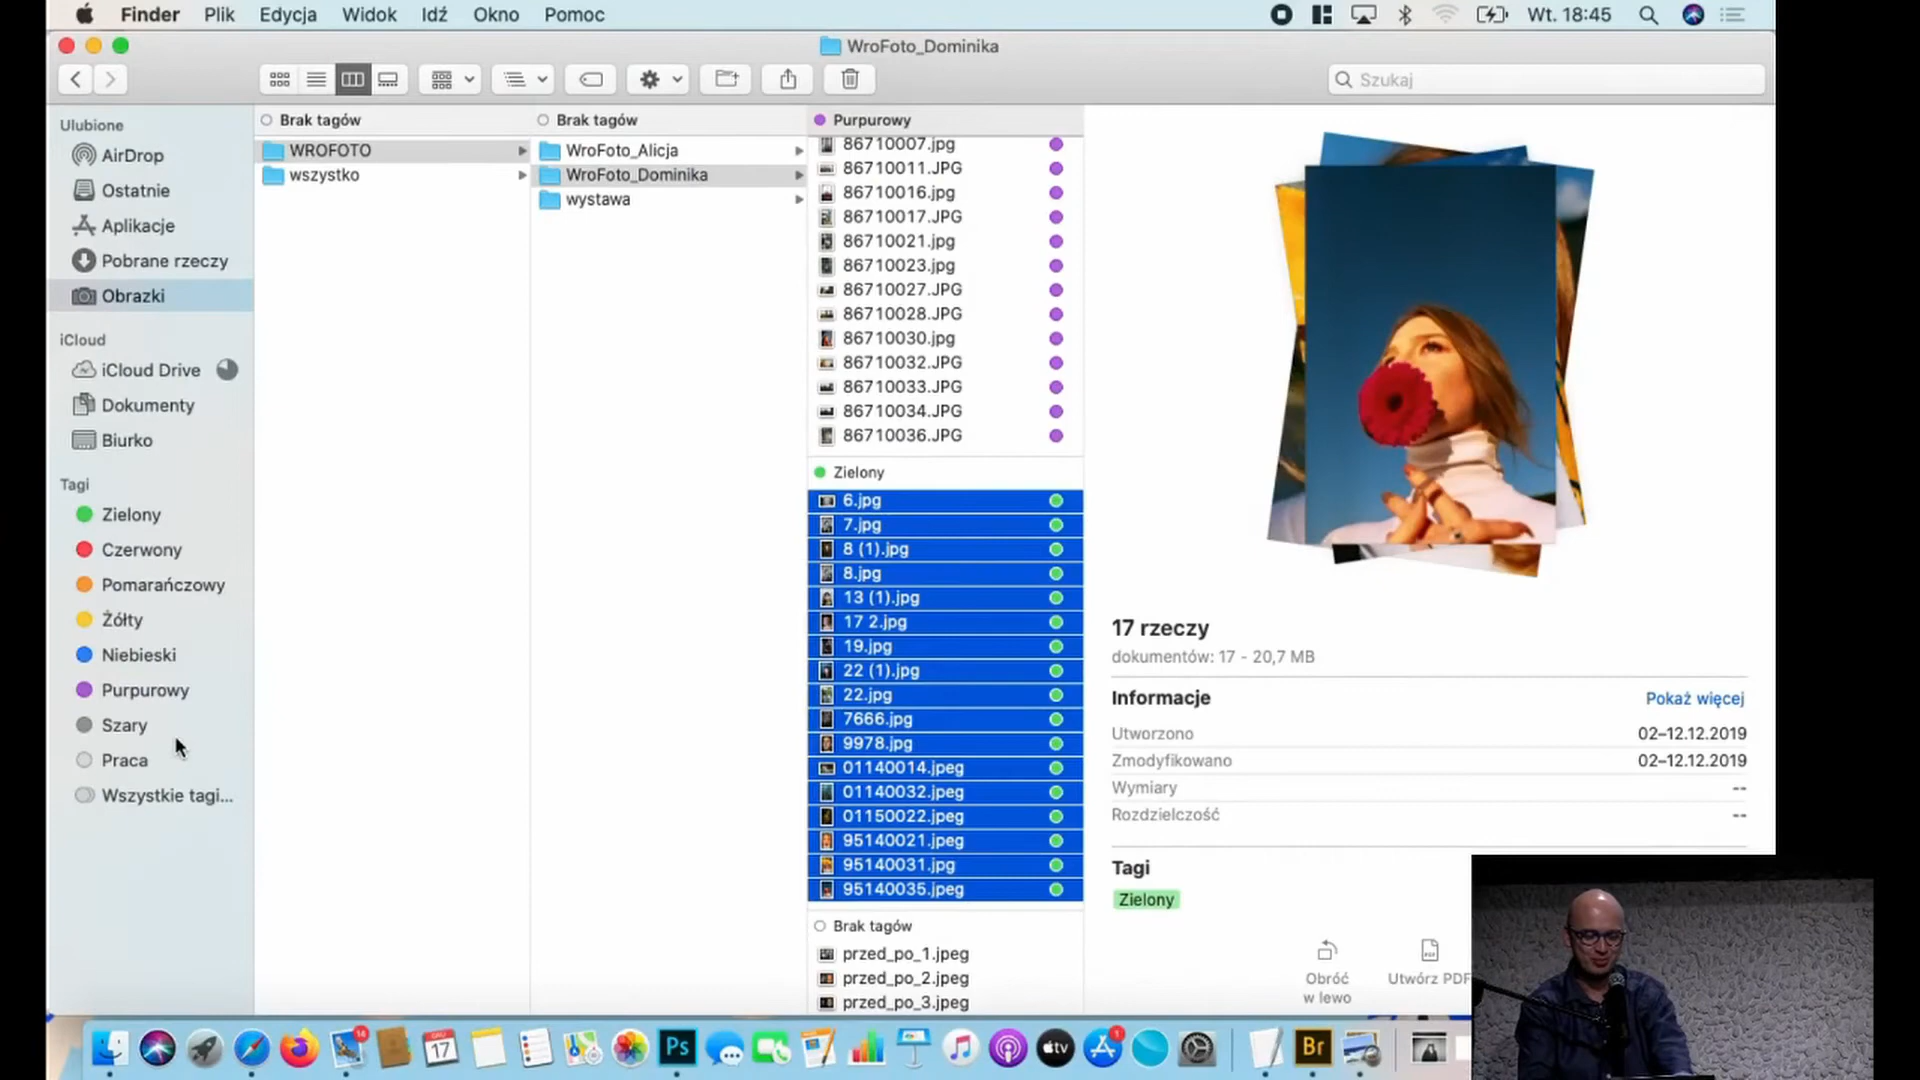 Finder Plik Edycja Widok Idź Okno Pomoc Wt. 18:45
WroFoto_Dominika
Szukaj
Ulubione
AirDrop
Ostatnie
Aplikacje
Pobrane rzeczy
Obrazki
iCloud
iCloud Drive
Dokumenty
Biurko
Tagi
Zielony
Czerwony
Pomarańczowy
Żółty
Niebieski
Purpurowy
Szary
Praca
Wszystkie tagi...
Brak tagów
WROFOTO
wszystko
Brak tagów
WroFoto_Alicja
WroFoto_Dominika
wystawa
Purpurowy
86710007.jpg
86710011.JPG
86710016.jpg
86710017.JPG
86710021.jpg
86710023.jpg
86710027.JPG
86710028.JPG
86710030.jpg
86710032.JPG
86710033.JPG
86710034.JPG
86710036.JPG
Zielony
6.jpg
7.jpg
8 (1).jpg
8.jpg
13 (1).jpg
17 2.jpg
19.jpg
22 (1).jpg
22.jpg
7666.jpg
9978.jpg
01140014.jpeg
01140032.jpeg
01150022.jpeg
95140021.jpeg
95140031.jpg
95140035.jpeg
Brak tagów
przed_po_1.jpeg
przed_po_2.jpeg
przed_po_3.jpeg
17 rzeczy
dokumentów: 17 - 20,7 MB
Informacje Pokaż więcej
Utworzono 02–12.12.2019
Zmodyfikowano 02–12.12.2019
Wymiary --
Rozdzielczość --
Tagi
Zielony
Obróć
w lewo
Utwórz PDF
17
Ps
tv
1
Br